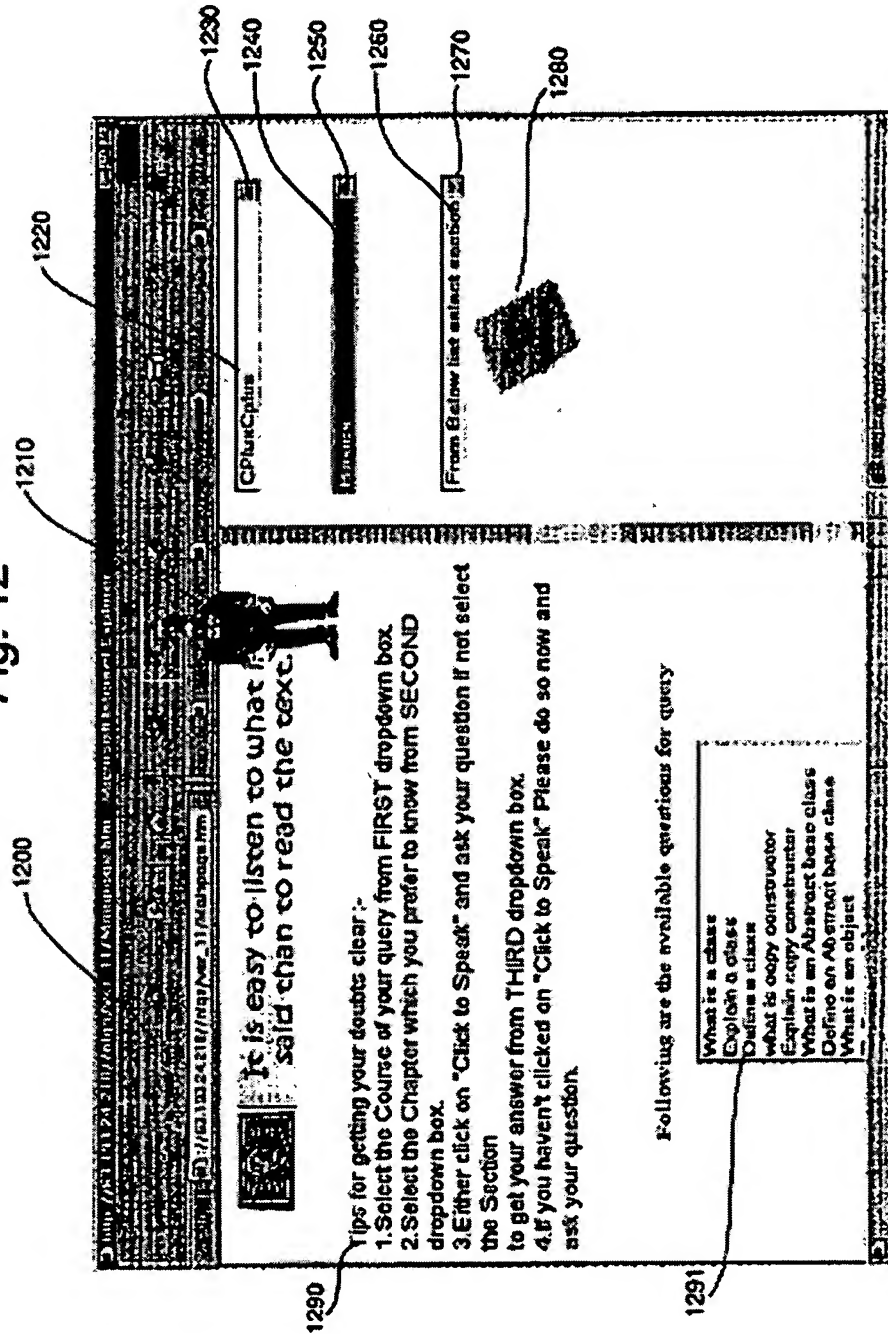 Fig. 12
1200
1210
1220
1230
1240
1250
1260
1270
1280
1290
1291
It is easy to listen to what
said than to read the text.
CPlusCplus
From Below list select section
Tips for getting your doubts clear :-
1.Select the Course of your query from FIRST dropdown box.
2.Select the Chapter which you prefer to know from SECOND
dropdown box.
3.Either click on "Click to Speak" and ask your question if not select
the Section
to get your answer from THIRD dropdown box.
4.If you haven't clicked on "Click to Speak" Please do so now and
ask your question.
Following are the available questions for query
What is a class
Explain a class
Define a class
what is copy constructor
Explain copy constructor
What is an Abstract base class
Define an Abstract base class
What is an object